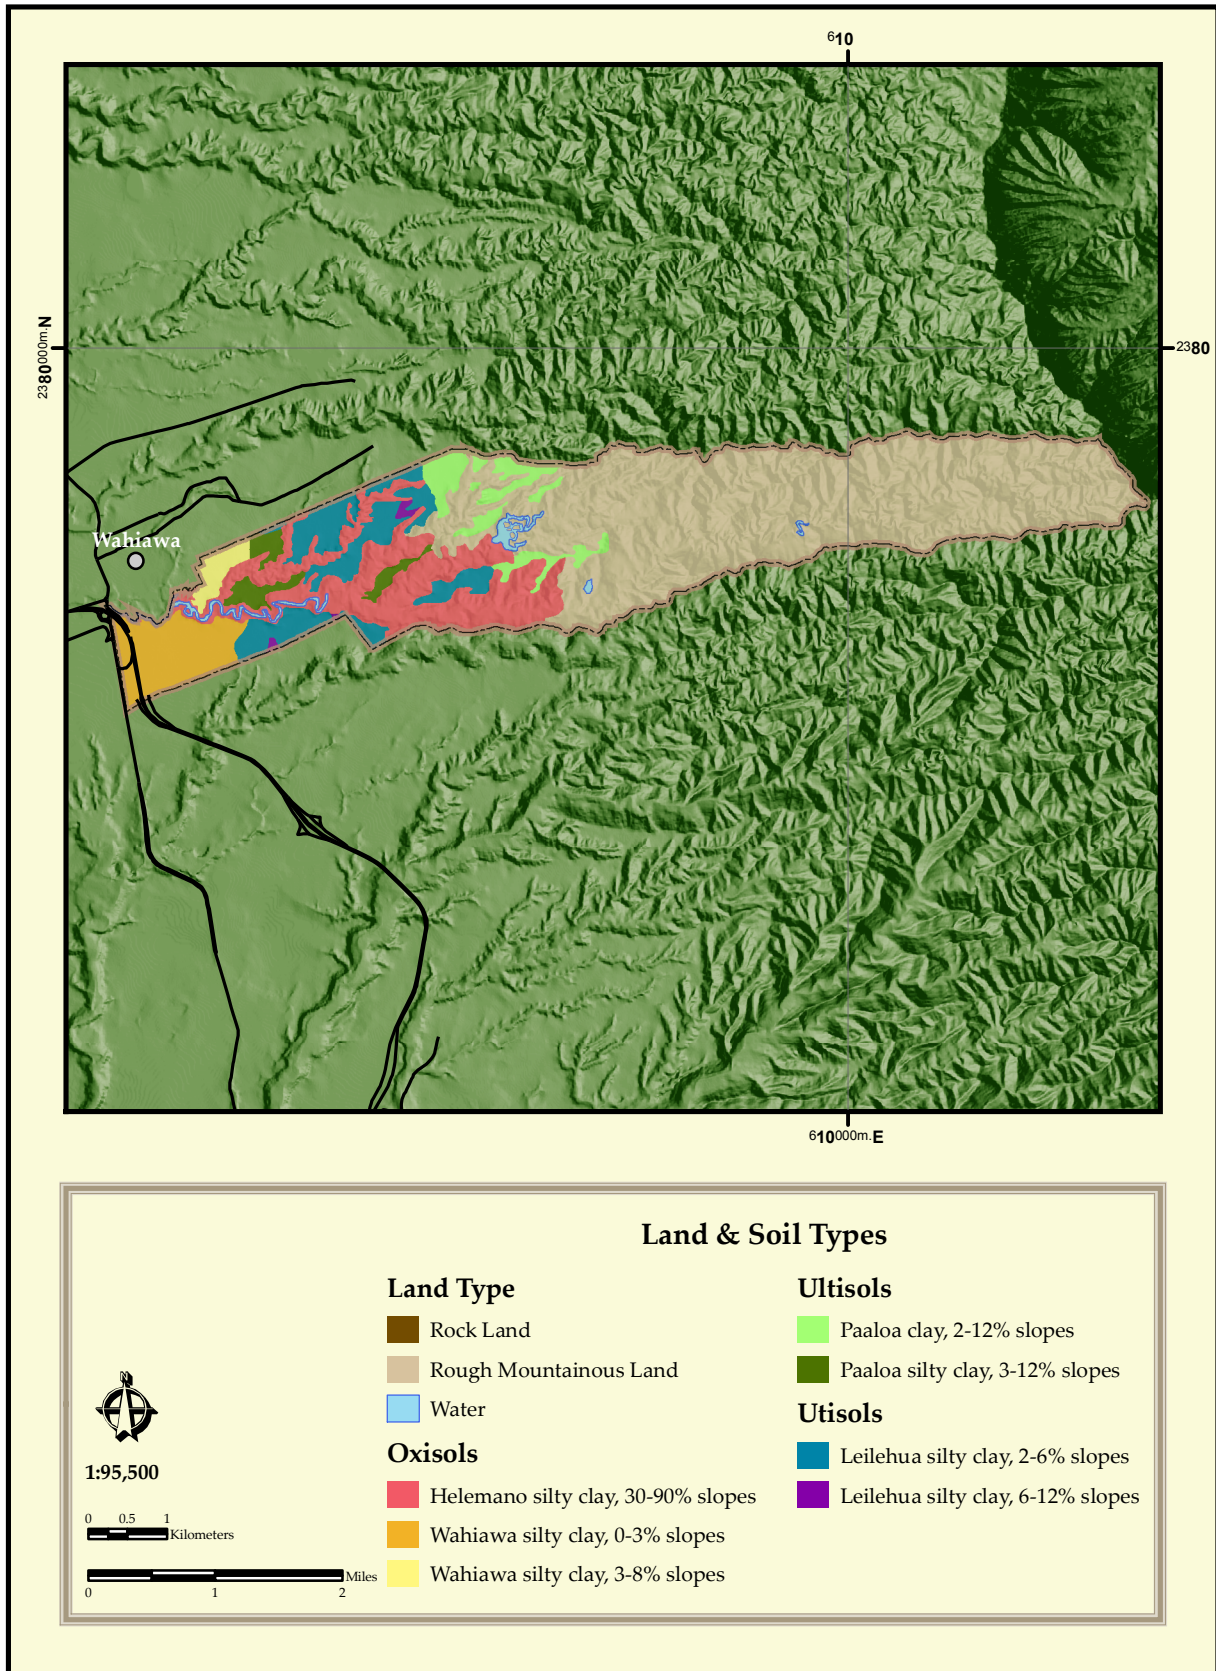 ⁶10
²³80⁰⁰⁰ᵐ·N
²³80
Wahiawa
⁶10⁰⁰⁰ᵐ·E
Land & Soil Types
Land Type
Rock Land
Rough Mountainous Land
Water
Oxisols
Helemano silty clay, 30-90% slopes
Wahiawa silty clay, 0-3% slopes
Wahiawa silty clay, 3-8% slopes
Ultisols
Paaloa clay, 2-12% slopes
Paaloa silty clay, 3-12% slopes
Utisols
Leilehua silty clay, 2-6% slopes
Leilehua silty clay, 6-12% slopes
N
1:95,500
0 0.5 1
Kilometers
Miles
0 1 2